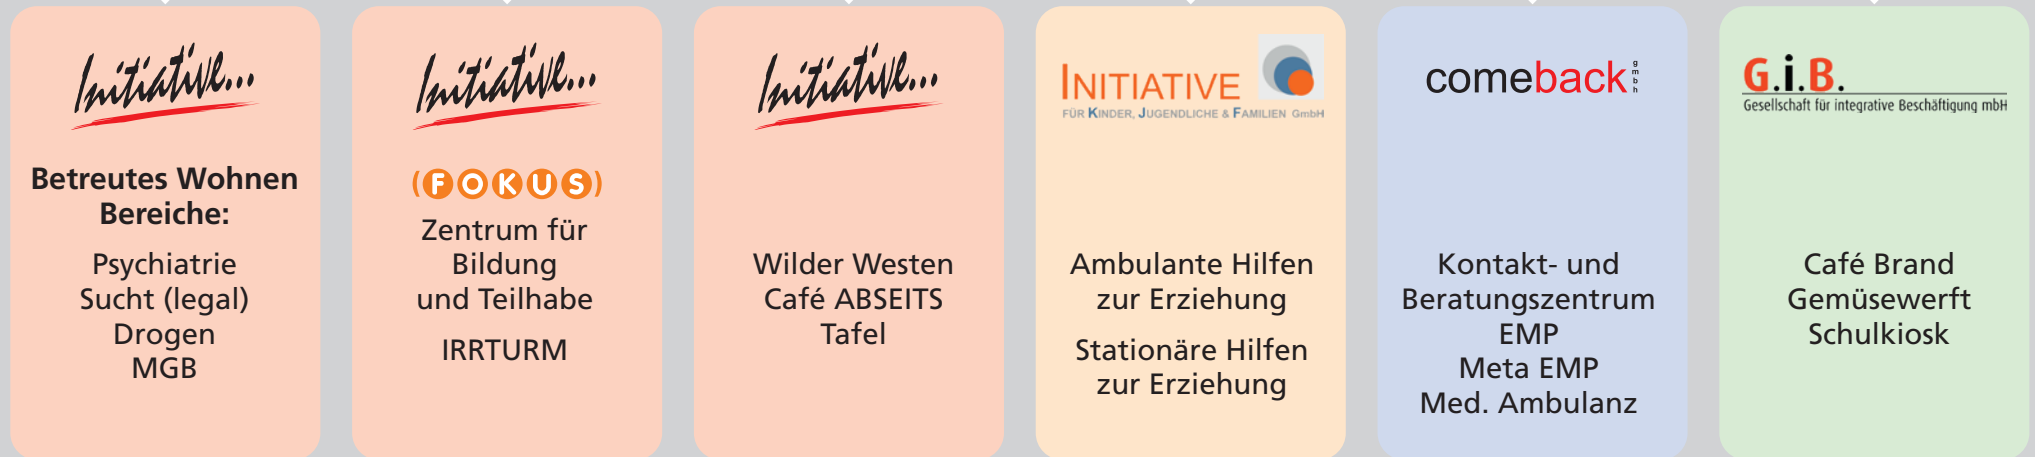 Initiative...
Betreutes Wohnen
Bereiche:
Psychiatrie
Sucht (legal)
Drogen
MGB
Initiative...
(FOKUS)
Zentrum für
Bildung
und Teilhabe
IRRTURM
Initiative...
Wilder Westen
Café ABSEITS
Tafel
INITIATIVE
FÜR KINDER, JUGENDLICHE & FAMILIEN GmbH
Ambulante Hilfen
zur Erziehung
Stationäre Hilfen
zur Erziehung
comeback gmbh
Kontakt- und
Beratungszentrum
EMP
Meta EMP
Med. Ambulanz
G.i.B.
Gesellschaft für integrative Beschäftigung mbH
Café Brand
Gemüsewerft
Schulkiosk